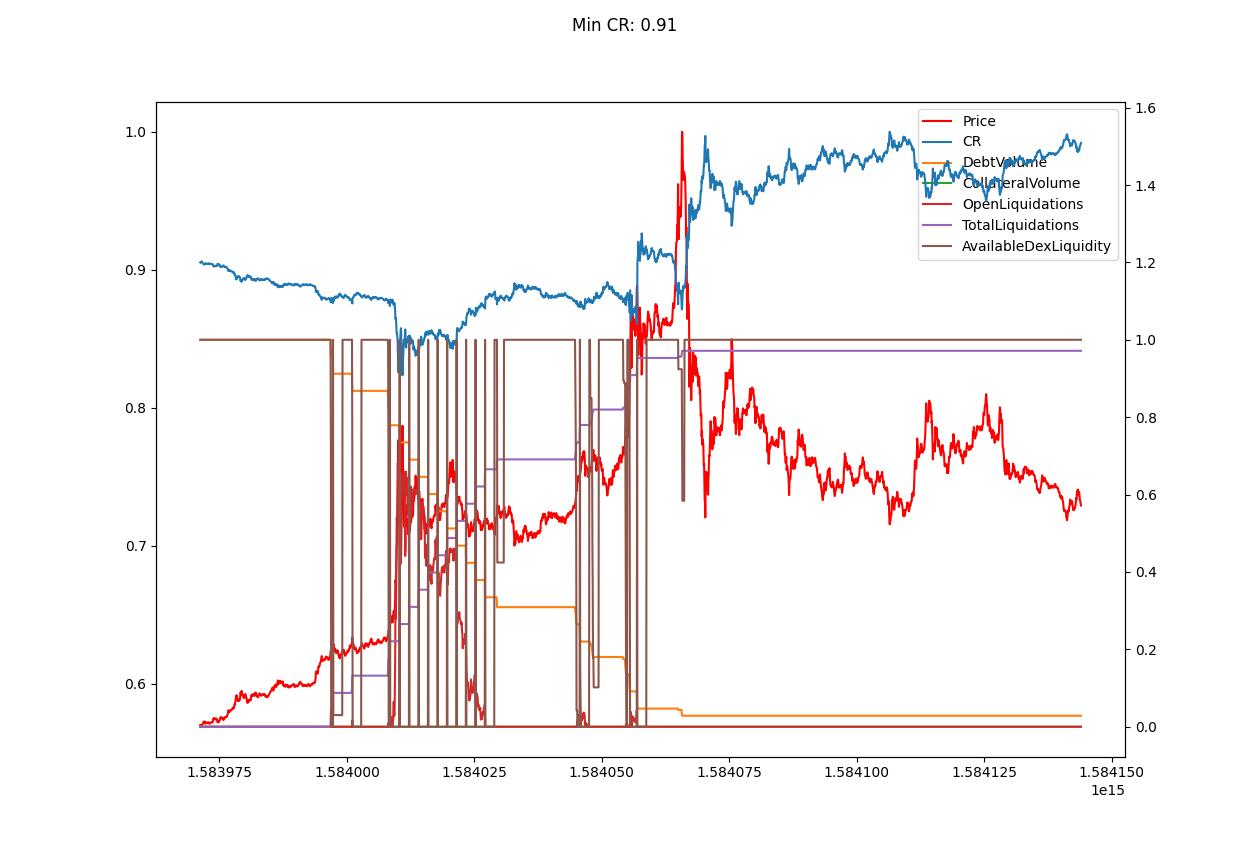 Min CR: 0.91
1.0
0.9
0.8
0.7
0.6
1.6
1.4
1.2
1.0
0.8
0.6
0.4
0.2
0.0
Price
CR
DebtVolume
CollateralVolume
OpenLiquidations
TotalLiquidations
AvailableDexLiquidity
1.583975 1.584000 1.584025 1.584050 1.584075 1.584100 1.584125 1.584150
1e15